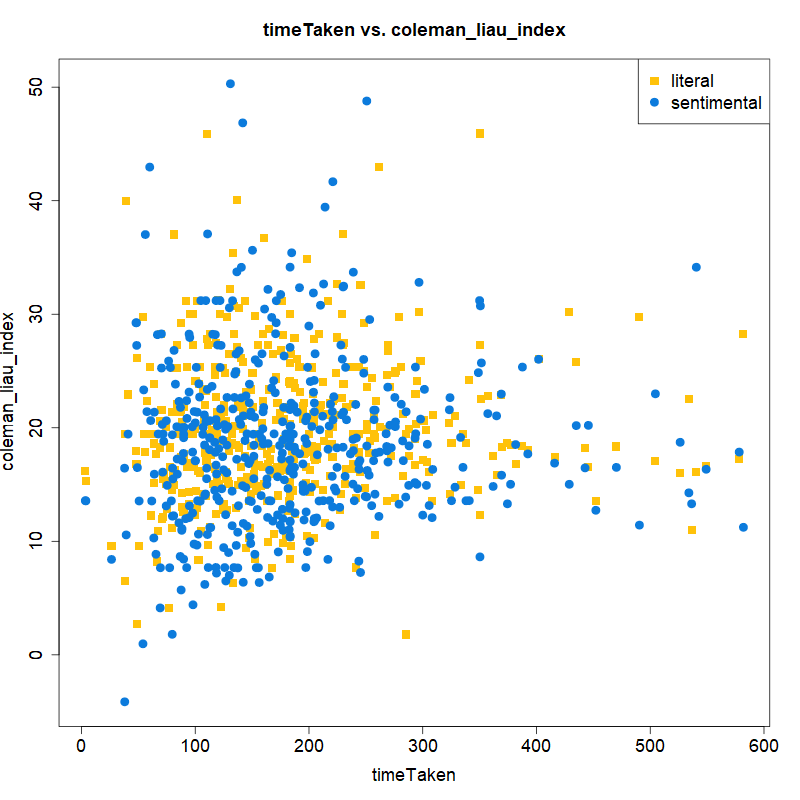 timeTaken vs. coleman_liau_index
literal
sentimental
50
40
30
20
10
0
coleman_liau_index
0 100 200 300 400 500 600
timeTaken